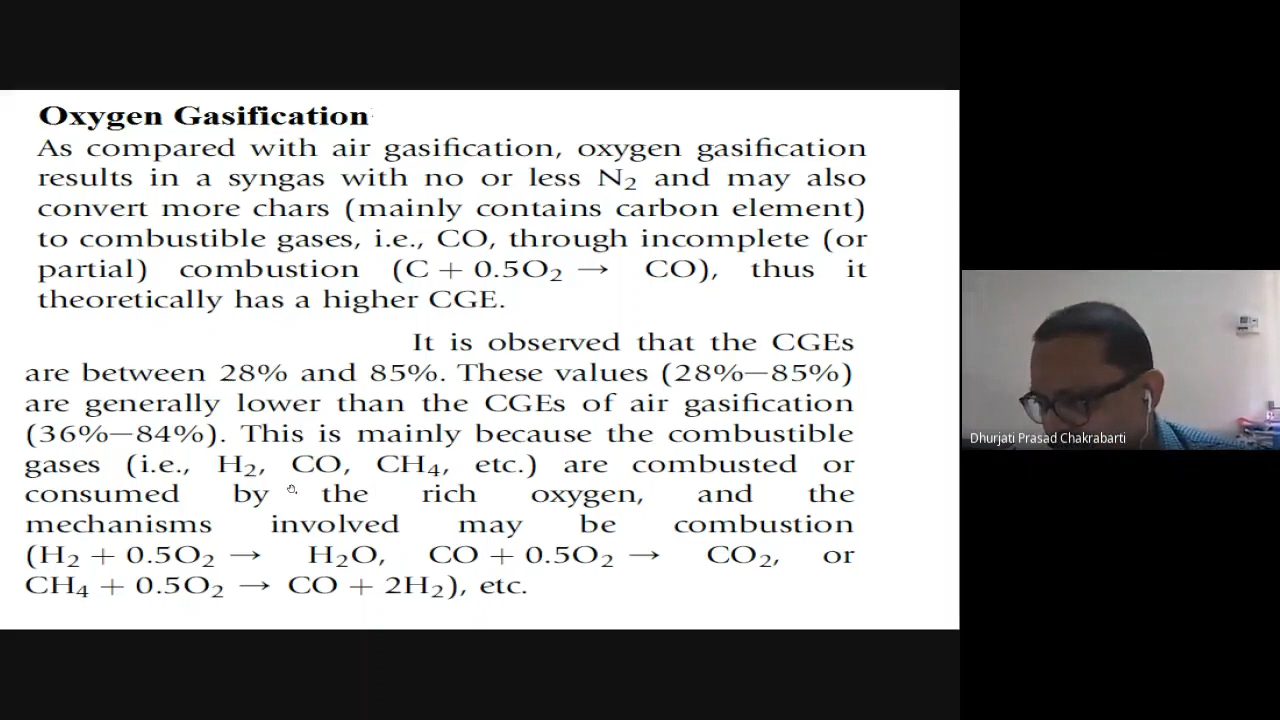 Oxygen Gasification
As compared with air gasification, oxygen gasification
results in a syngas with no or less N₂ and may also
convert more chars (mainly contains carbon element)
to combustible gases, i.e., CO, through incomplete (or
partial) combustion (C + 0.5O₂ → CO), thus it
theoretically has a higher CGE.
It is observed that the CGEs
are between 28% and 85%. These values (28%–85%)
are generally lower than the CGEs of air gasification
(36%–84%). This is mainly because the combustible
gases (i.e., H₂, CO, CH₄, etc.) are combusted or
consumed by the rich oxygen, and the
mechanisms involved may be combustion
(H₂ + 0.5O₂ → H₂O, CO + 0.5O₂ → CO₂, or
CH₄ + 0.5O₂ → CO + 2H₂), etc.
Dhurjati Prasad Chakrabarti